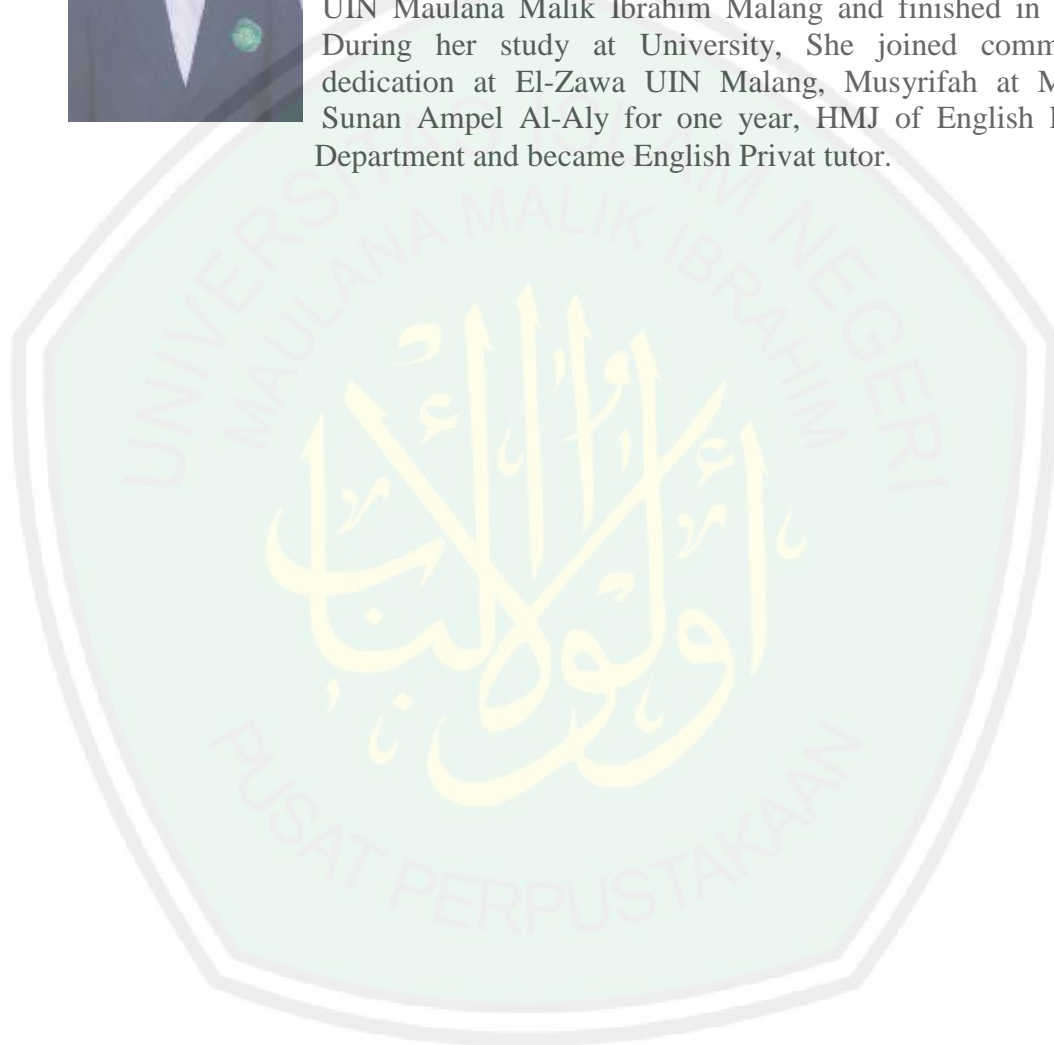 UIN Maulana Malik Ibrahim Malang and finished in
During her study at University, She joined comm
dedication at El-Zawa UIN Malang, Musyrifah at M
Sunan Ampel Al-Aly for one year, HMJ of English
Department and became English Privat tutor.
UNIVERSITAS ISLAM NEGERI
MAULANA MALIK IBRAHIM
PUSAT PERPUSTAKAAN